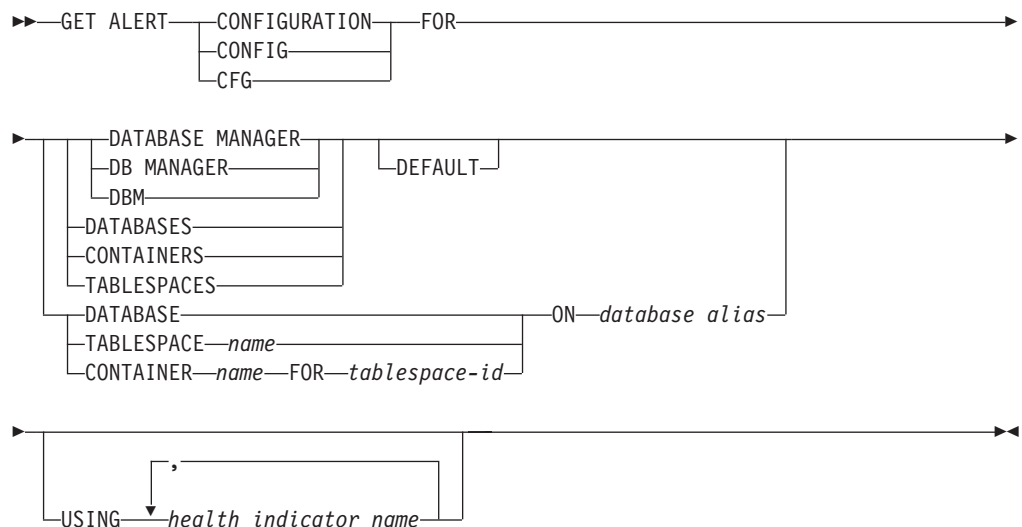 GET ALERT CONFIGURATION FOR
CONFIG
CFG
DATABASE MANAGER
DB MANAGER DEFAULT
DBM
DATABASES
CONTAINERS
TABLESPACES
DATABASE ON database alias
TABLESPACE name
CONTAINER name FOR tablespace-id
,
USING health indicator name